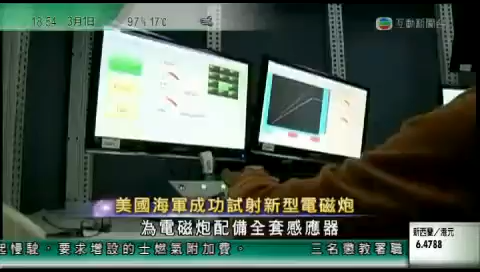 18:54 3月1日 97% 17℃ 互動新聞台
美國海軍成功試射新型電磁炮
為電磁炮配備全套感應器
新西蘭/港元
6.4788
起慢駛，要求增設的士燃氣附加費。 三名懲教署職